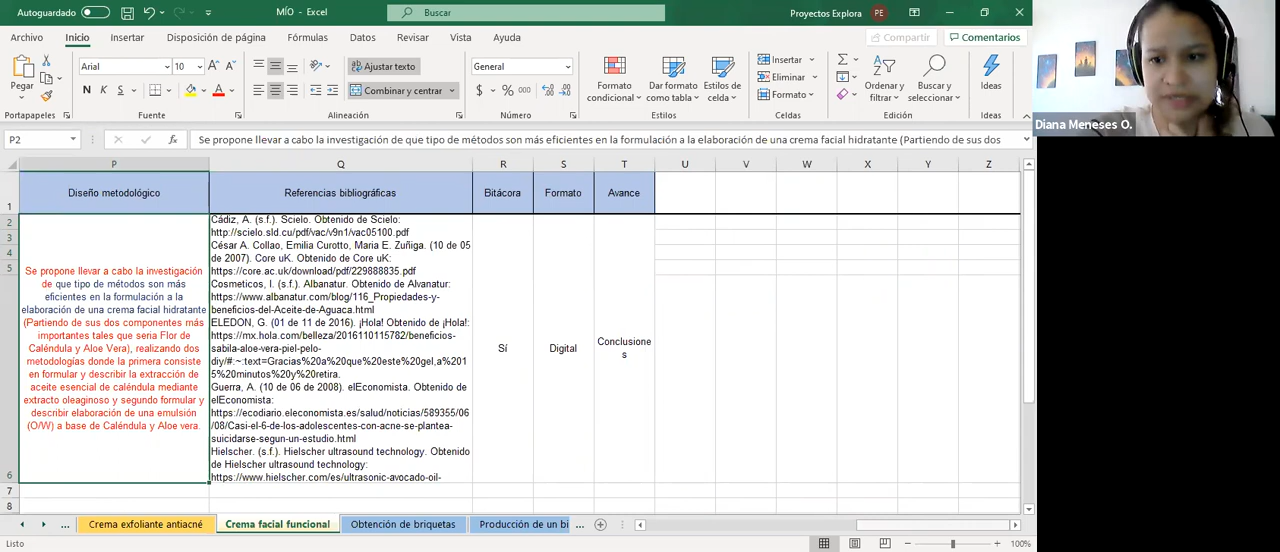 Autoguardado
MÍO - Excel
Buscar
Proyectos Explora
PE
Archivo Inicio Insertar Disposición de página Fórmulas Datos Revisar Vista Ayuda
Compartir
Comentarios
Pegar
Portapapeles
Arial
10
N K S
Fuente
Ajustar texto
Combinar y centrar
Alineación
General
$ % 000
Número
Formato condicional
Dar formato como tabla
Estilos de celda
Estilos
Insertar
Eliminar
Formato
Celdas
Ordenar y filtrar
Buscar y seleccionar
Edición
Ideas
Ideas
P2
fx
Se propone llevar a cabo la investigación de que tipo de métodos son más eficientes en la formulación a la elaboración de una crema facial hidratante (Partiendo de sus dos
P Q R S T U V W X Y Z
1
Diseño metodológico
Referencias bibliográficas
Bitácora
Formato
Avance
2
3
4
5
6
7
8
Se propone llevar a cabo la investigación
de que tipo de métodos son más
eficientes en la formulación a la
elaboración de una crema facial hidratante
(Partiendo de sus dos componentes más
importantes tales que seria Flor de
Caléndula y Aloe Vera), realizando dos
metodologías donde la primera consiste
en formular y describir la extracción de
aceite esencial de caléndula mediante
extracto oleaginoso y segundo formular y
describir elaboración de una emulsión
(O/W) a base de Caléndula y Aloe vera.
Cádiz, A. (s.f.). Scielo. Obtenido de Scielo:
http://scielo.sld.cu/pdf/vac/v9n1/vac05100.pdf
César A. Collao, Emilia Curotto, Maria E. Zuñiga. (10 de 05
de 2007). Core uK. Obtenido de Core uK:
https://core.ac.uk/download/pdf/229888835.pdf
Cosmeticos, I. (s.f.). Albanatur. Obtenido de Alvanatur:
https://www.albanatur.com/blog/116_Propiedades-y-
beneficios-del-Aceite-de-Aguaca.html
ELEDON, G. (01 de 11 de 2016). ¡Hola! Obtenido de ¡Hola!:
https://mx.hola.com/belleza/2016110115782/beneficios-
sabila-aloe-vera-piel-pelo-
diy/#:~:text=Gracias%20a%20que%20este%20gel,a%201
5%20minutos%20y%20retira.
Guerra, A. (10 de 06 de 2008). elEconomista. Obtenido de
elEconomista:
https://ecodiario.eleconomista.es/salud/noticias/589355/06
/08/Casi-el-6-de-los-adolescentes-con-acne-se-plantea-
suicidarse-segun-un-estudio.html
Hielscher. (s.f.). Hielscher ultrasound technology. Obtenido
de Hielscher ultrasound technology:
https://www.hielscher.com/es/ultrasonic-avocado-oil-
Sí
Digital
Conclusione
s
... Crema exfoliante antiacné
Crema facial funcional
Obtención de briquetas
Producción de un bi ...
Listo
100%
Diana Meneses O.